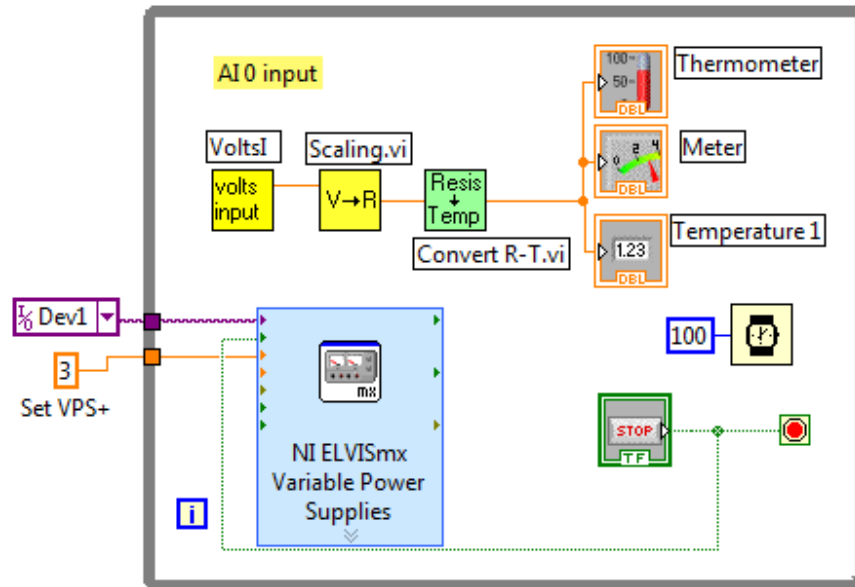 AI 0 input
100
50
DBL
Thermometer
VoltsI
Scaling.vi
volts
input
V→R
Resis
Temp
Convert R-T.vi
0 2 4
DBL
Meter
1.23
DBL
Temperature 1
I/O Dev1
3
Set VPS+
mx
NI ELVISmx
Variable Power
Supplies
100
STOP
TF
i